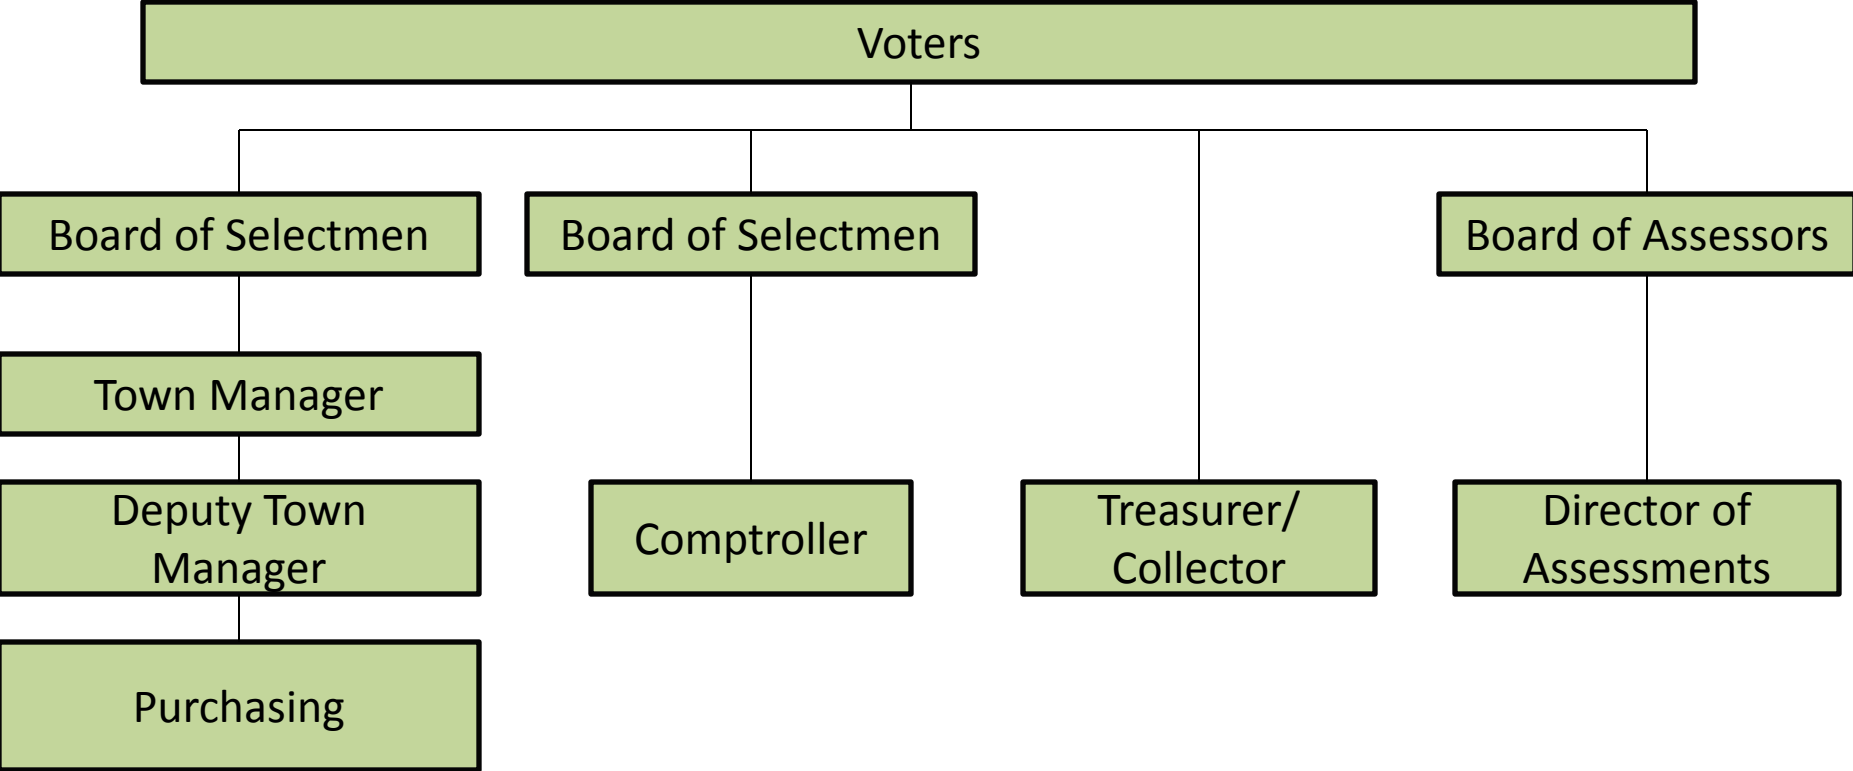 Voters
Board of Selectmen
Board of Selectmen
Board of Assessors
Town Manager
Deputy Town
Manager
Comptroller
Treasurer/
Collector
Director of
Assessments
Purchasing